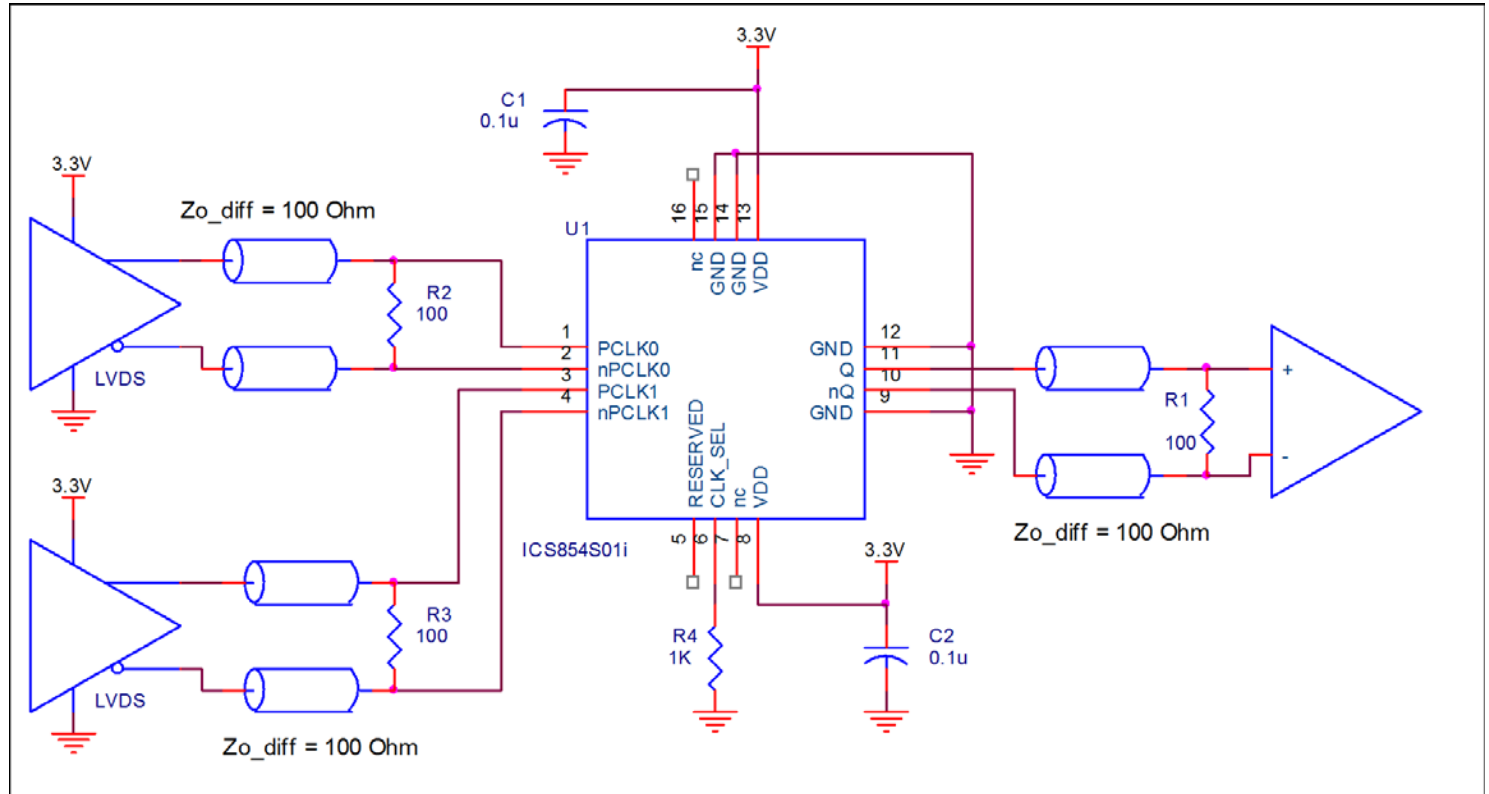 3.3V
C1
0.1u
3.3V
Zo_diff = 100 Ohm
U1
16
15
14
13
nc
GND
GND
VDD
R2
100
LVDS
1
2
3
4
PCLK0
nPCLK0
PCLK1
nPCLK1
GND
Q
nQ
GND
12
11
10
9
+
-
R1
100
Zo_diff = 100 Ohm
RESERVED
CLK_SEL
nc
VDD
5
6
7
8
ICS854S01i
3.3V
R3
100
LVDS
Zo_diff = 100 Ohm
R4
1K
3.3V
C2
0.1u